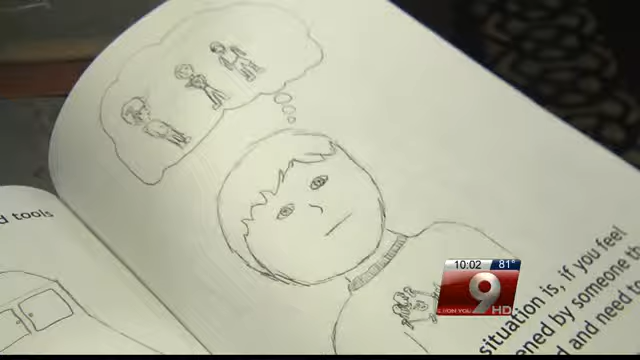 d tools
situation is, if you feel
ened by someone th
d, and need to
10:02 81°
9
HD